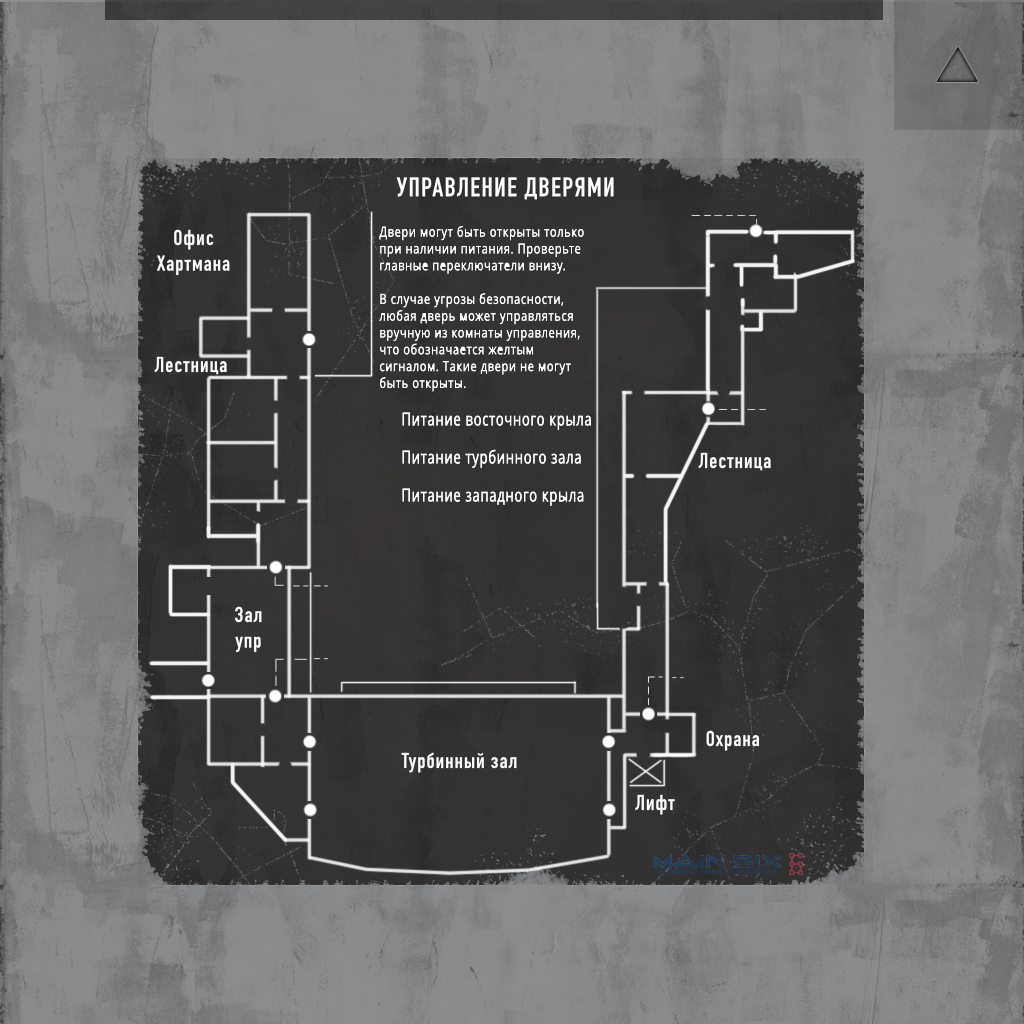 УПРАВЛЕНИЕ ДВЕРЯМИ
Офис
Хартмана
Двери могут быть открыты только
при наличии питания. Проверьте
главные переключатели внизу.
В случае угрозы безопасности,
любая дверь может управляться
вручную из комнаты управления,
что обозначается желтым
сигналом. Такие двери не могут
быть открыты.
Лестница
Питание восточного крыла
Питание турбинного зала
Питание западного крыла
Лестница
Зал
упр
Турбинный зал
Охрана
Лифт
MAIN SIX